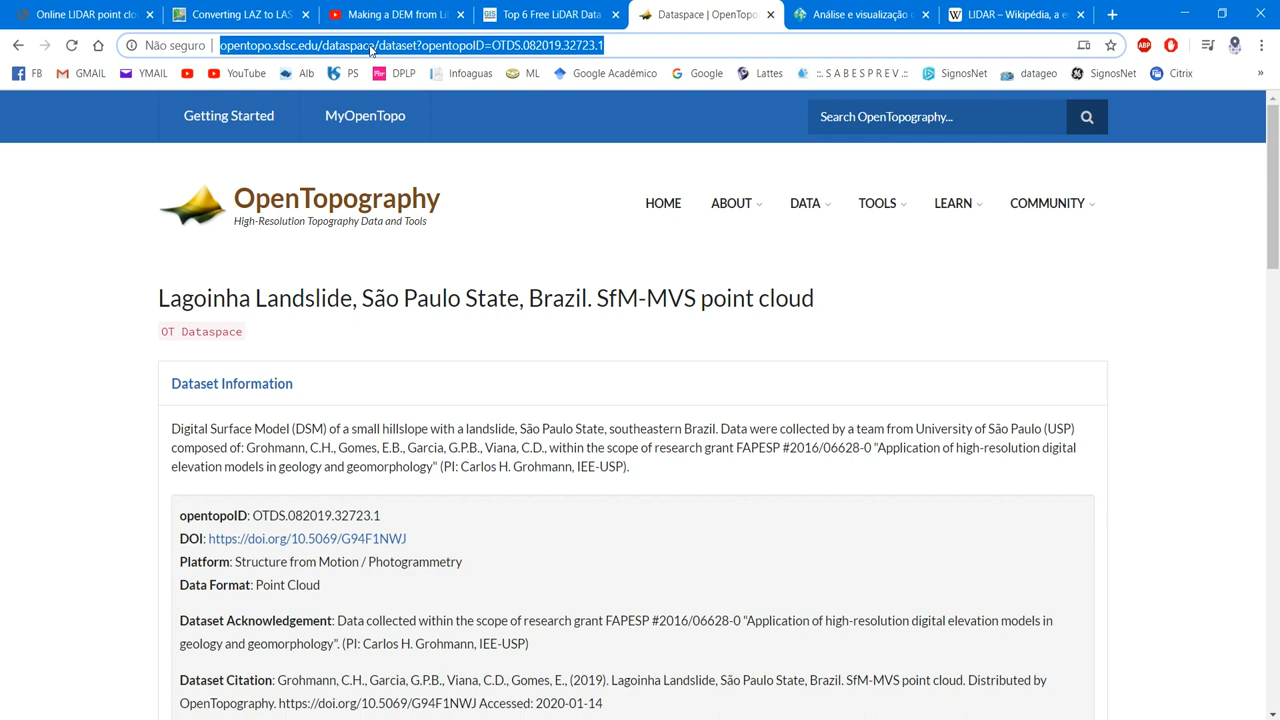 Online LIDAR point clou
Converting LAZ to LAS
Making a DEM from Li
Top 6 Free LiDAR Data
Dataspace | OpenTopo
Análise e visualização c
LIDAR – Wikipédia, a e
Não seguro
opentopo.sdsc.edu/dataspace/dataset?opentopoID=OTDS.082019.32723.1
FB
GMAIL
YMAIL
YouTube
Alb
PS
DPLP
Infoaguas
ML
Google Acadêmico
Google
Lattes
.:: S A B E S P R E V .::
SignosNet
datageo
SignosNet
Citrix
Getting Started
MyOpenTopo
Search OpenTopography...
OpenTopography
High-Resolution Topography Data and Tools
HOME
ABOUT
DATA
TOOLS
LEARN
COMMUNITY
Lagoinha Landslide, São Paulo State, Brazil. SfM-MVS point cloud
OT Dataspace
Dataset Information
Digital Surface Model (DSM) of a small hillslope with a landslide, São Paulo State, southeastern Brazil. Data were collected by a team from University of São Paulo (USP)
composed of: Grohmann, C.H., Gomes, E.B., Garcia, G.P.B., Viana, C.D., within the scope of research grant FAPESP #2016/06628-0 "Application of high-resolution digital
elevation models in geology and geomorphology" (PI: Carlos H. Grohmann, IEE-USP).
opentopoID: OTDS.082019.32723.1
DOI: https://doi.org/10.5069/G94F1NWJ
Platform: Structure from Motion / Photogrammetry
Data Format: Point Cloud
Dataset Acknowledgement: Data collected within the scope of research grant FAPESP #2016/06628-0 "Application of high-resolution digital elevation models in
geology and geomorphology". (PI: Carlos H. Grohmann, IEE-USP)
Dataset Citation: Grohmann, C.H., Garcia, G.P.B., Viana, C.D., Gomes, E., (2019). Lagoinha Landslide, São Paulo State, Brazil. SfM-MVS point cloud. Distributed by
OpenTopography. https://doi.org/10.5069/G94F1NWJ Accessed: 2020-01-14